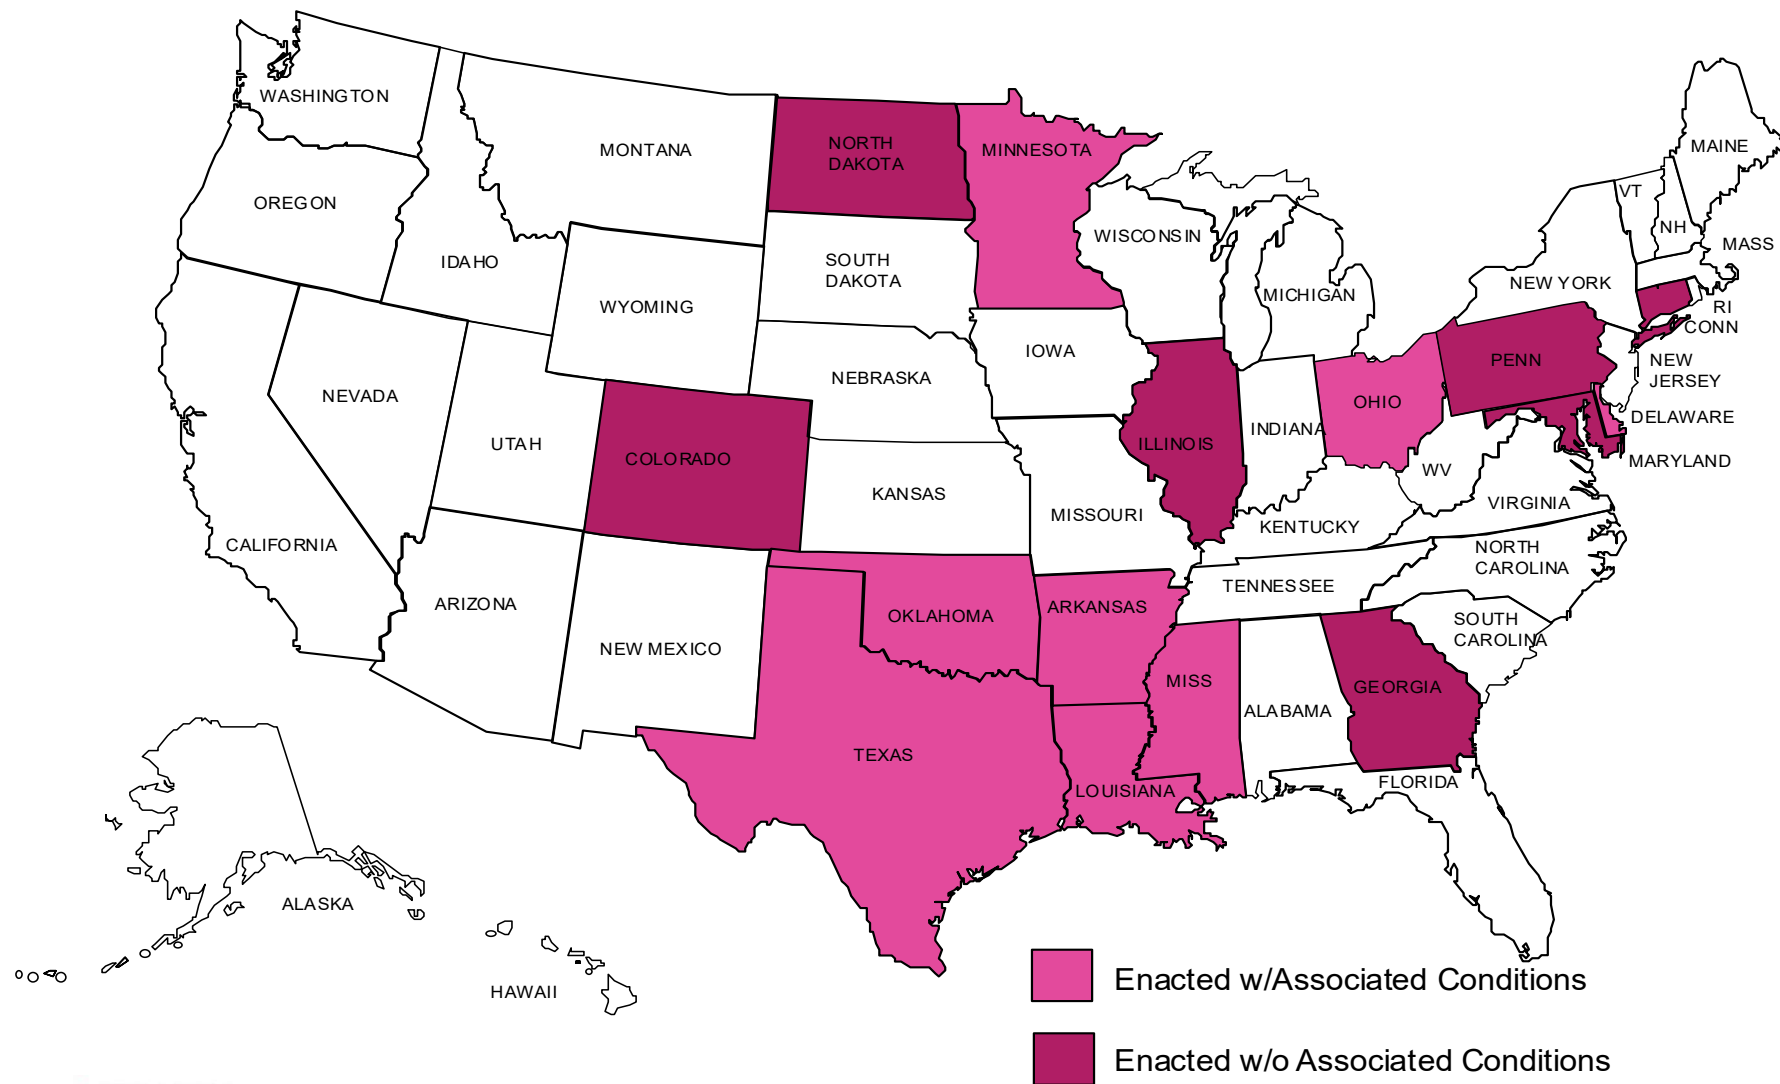 WASHINGTON
MONTANA
NORTH
DAKOTA
MINNESOTA
MAINE
VT
NH
MASS
OREGON
IDAHO
WYOMING
SOUTH
DAKOTA
WISCONSIN
MICHIGAN
NEW YORK
RI
CONN
IOWA
PENN
NEW
JERSEY
NEVADA
UTAH
COLORADO
NEBRASKA
KANSAS
MISSOURI
ILLINOIS
INDIANA
OHIO
WV
DELAWARE
MARYLAND
VIRGINIA
KENTUCKY
CALIFORNIA
ARIZONA
NEW MEXICO
OKLAHOMA
ARKANSAS
TENNESSEE
NORTH
CAROLINA
SOUTH
CAROLINA
MISS
ALABAMA
GEORGIA
TEXAS
LOUISIANA
FLORIDA
ALASKA
HAWAII
Enacted w/Associated Conditions
Enacted w/o Associated Conditions